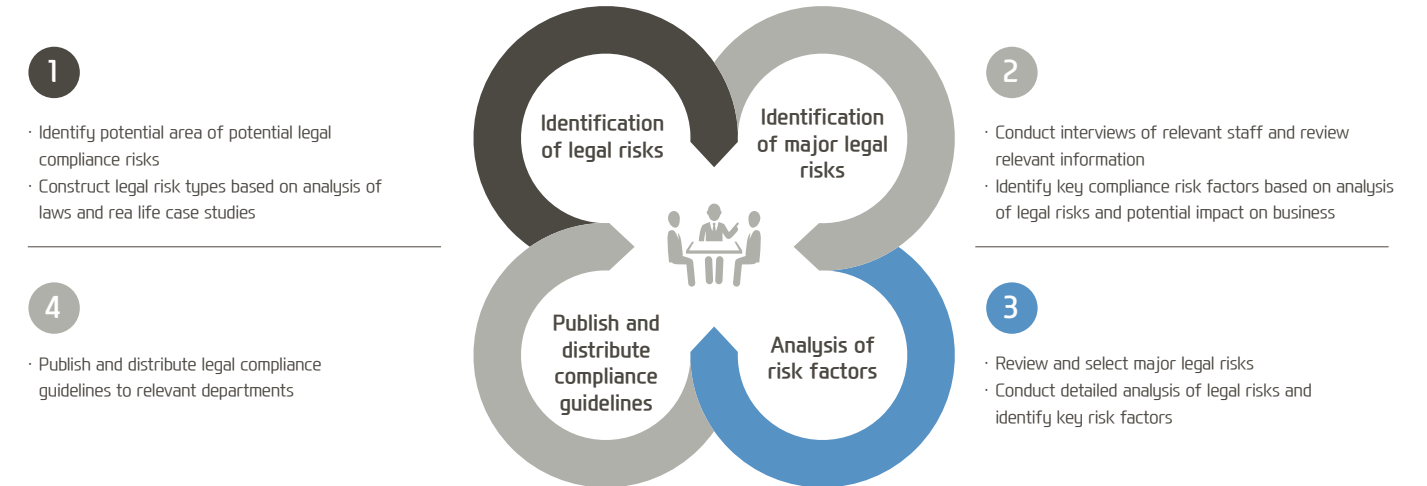 1
· Identify potential area of potential legal
compliance risks
· Construct legal risk types based on analysis of
laws and rea life case studies
Identification
of legal risks
Identification
of major legal
risks
2
· Conduct interviews of relevant staff and review
relevant information
· Identify key compliance risk factors based on analysis
of legal risks and potential impact on business
4
· Publish and distribute legal compliance
guidelines to relevant departments
Publish and
distribute
compliance
guidelines
Analysis of
risk factors
3
· Review and select major legal risks
· Conduct detailed analysis of legal risks and
identify key risk factors